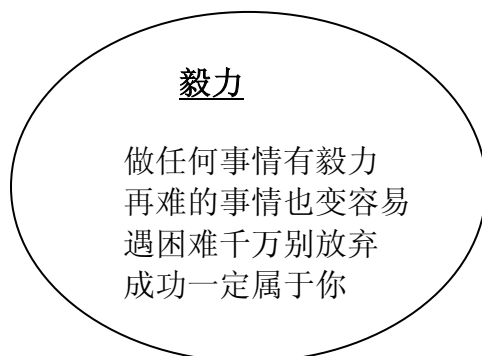 毅力
做任何事情有毅力
再难的事情也变容易
遇困难千万别放弃
成功一定属于你